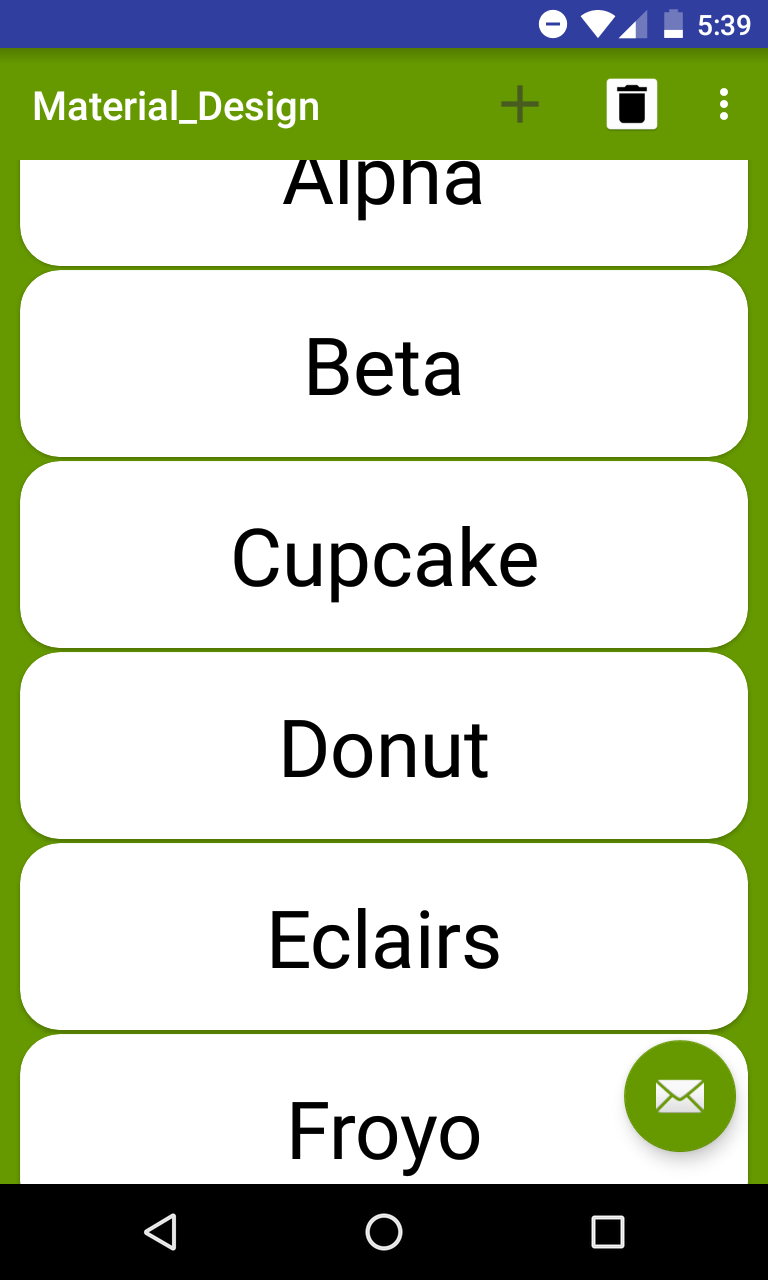 5:39
Material_Design
Alpha
Beta
Cupcake
Donut
Eclairs
Froyo